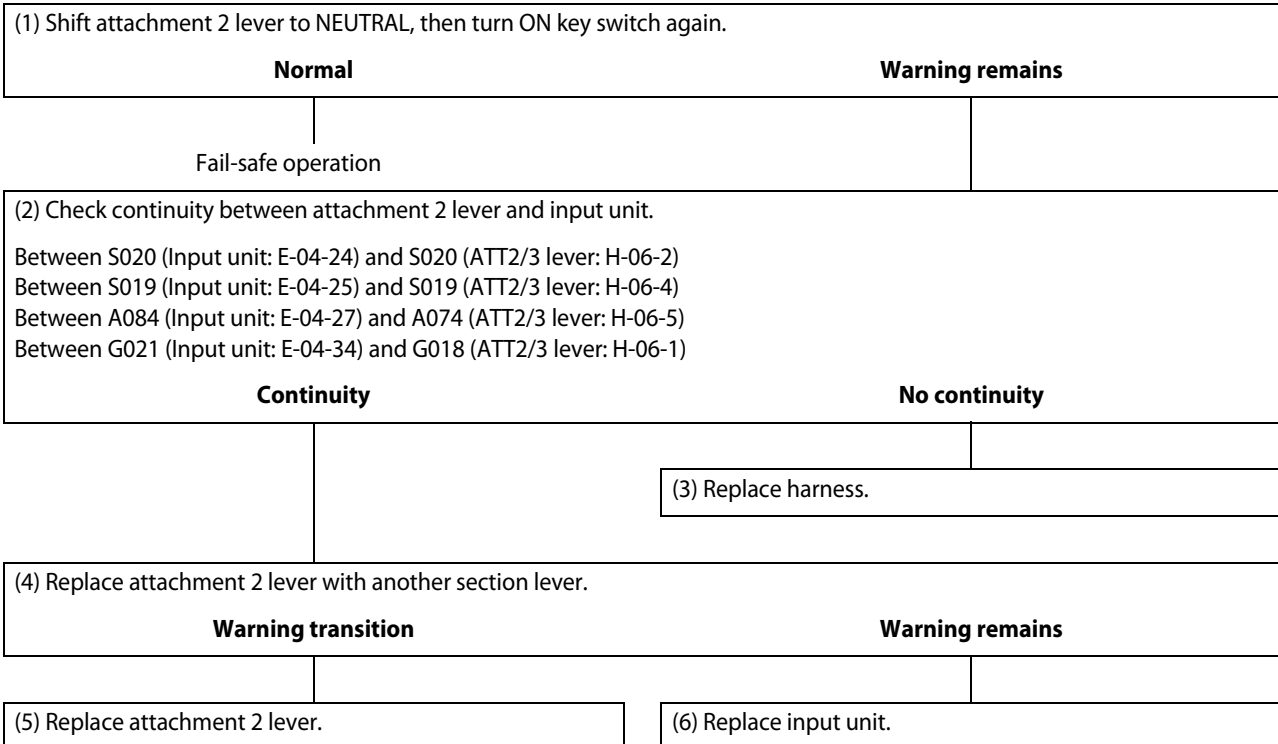 (1) Shift attachment 2 lever to NEUTRAL, then turn ON key switch again.
Normal
Warning remains
Fail-safe operation
(2) Check continuity between attachment 2 lever and input unit.
Between S020 (Input unit: E-04-24) and S020 (ATT2/3 lever: H-06-2)
Between S019 (Input unit: E-04-25) and S019 (ATT2/3 lever: H-06-4)
Between A084 (Input unit: E-04-27) and A074 (ATT2/3 lever: H-06-5)
Between G021 (Input unit: E-04-34) and G018 (ATT2/3 lever: H-06-1)
Continuity
No continuity
(3) Replace harness.
(4) Replace attachment 2 lever with another section lever.
Warning transition
Warning remains
(5) Replace attachment 2 lever.
(6) Replace input unit.